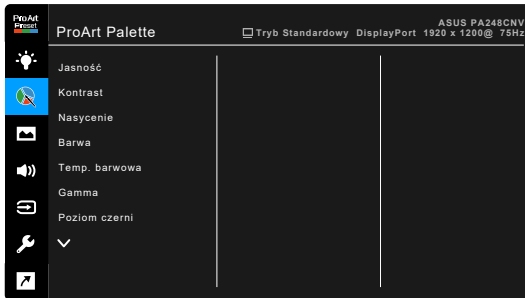 ProArt
Preset
ProArt Palette
ASUS PA248CNV
Tryb Standardowy DisplayPort 1920 x 1200@ 75Hz
Jasność
Kontrast
Nasycenie
Barwa
Temp. barwowa
Gamma
Poziom czerni